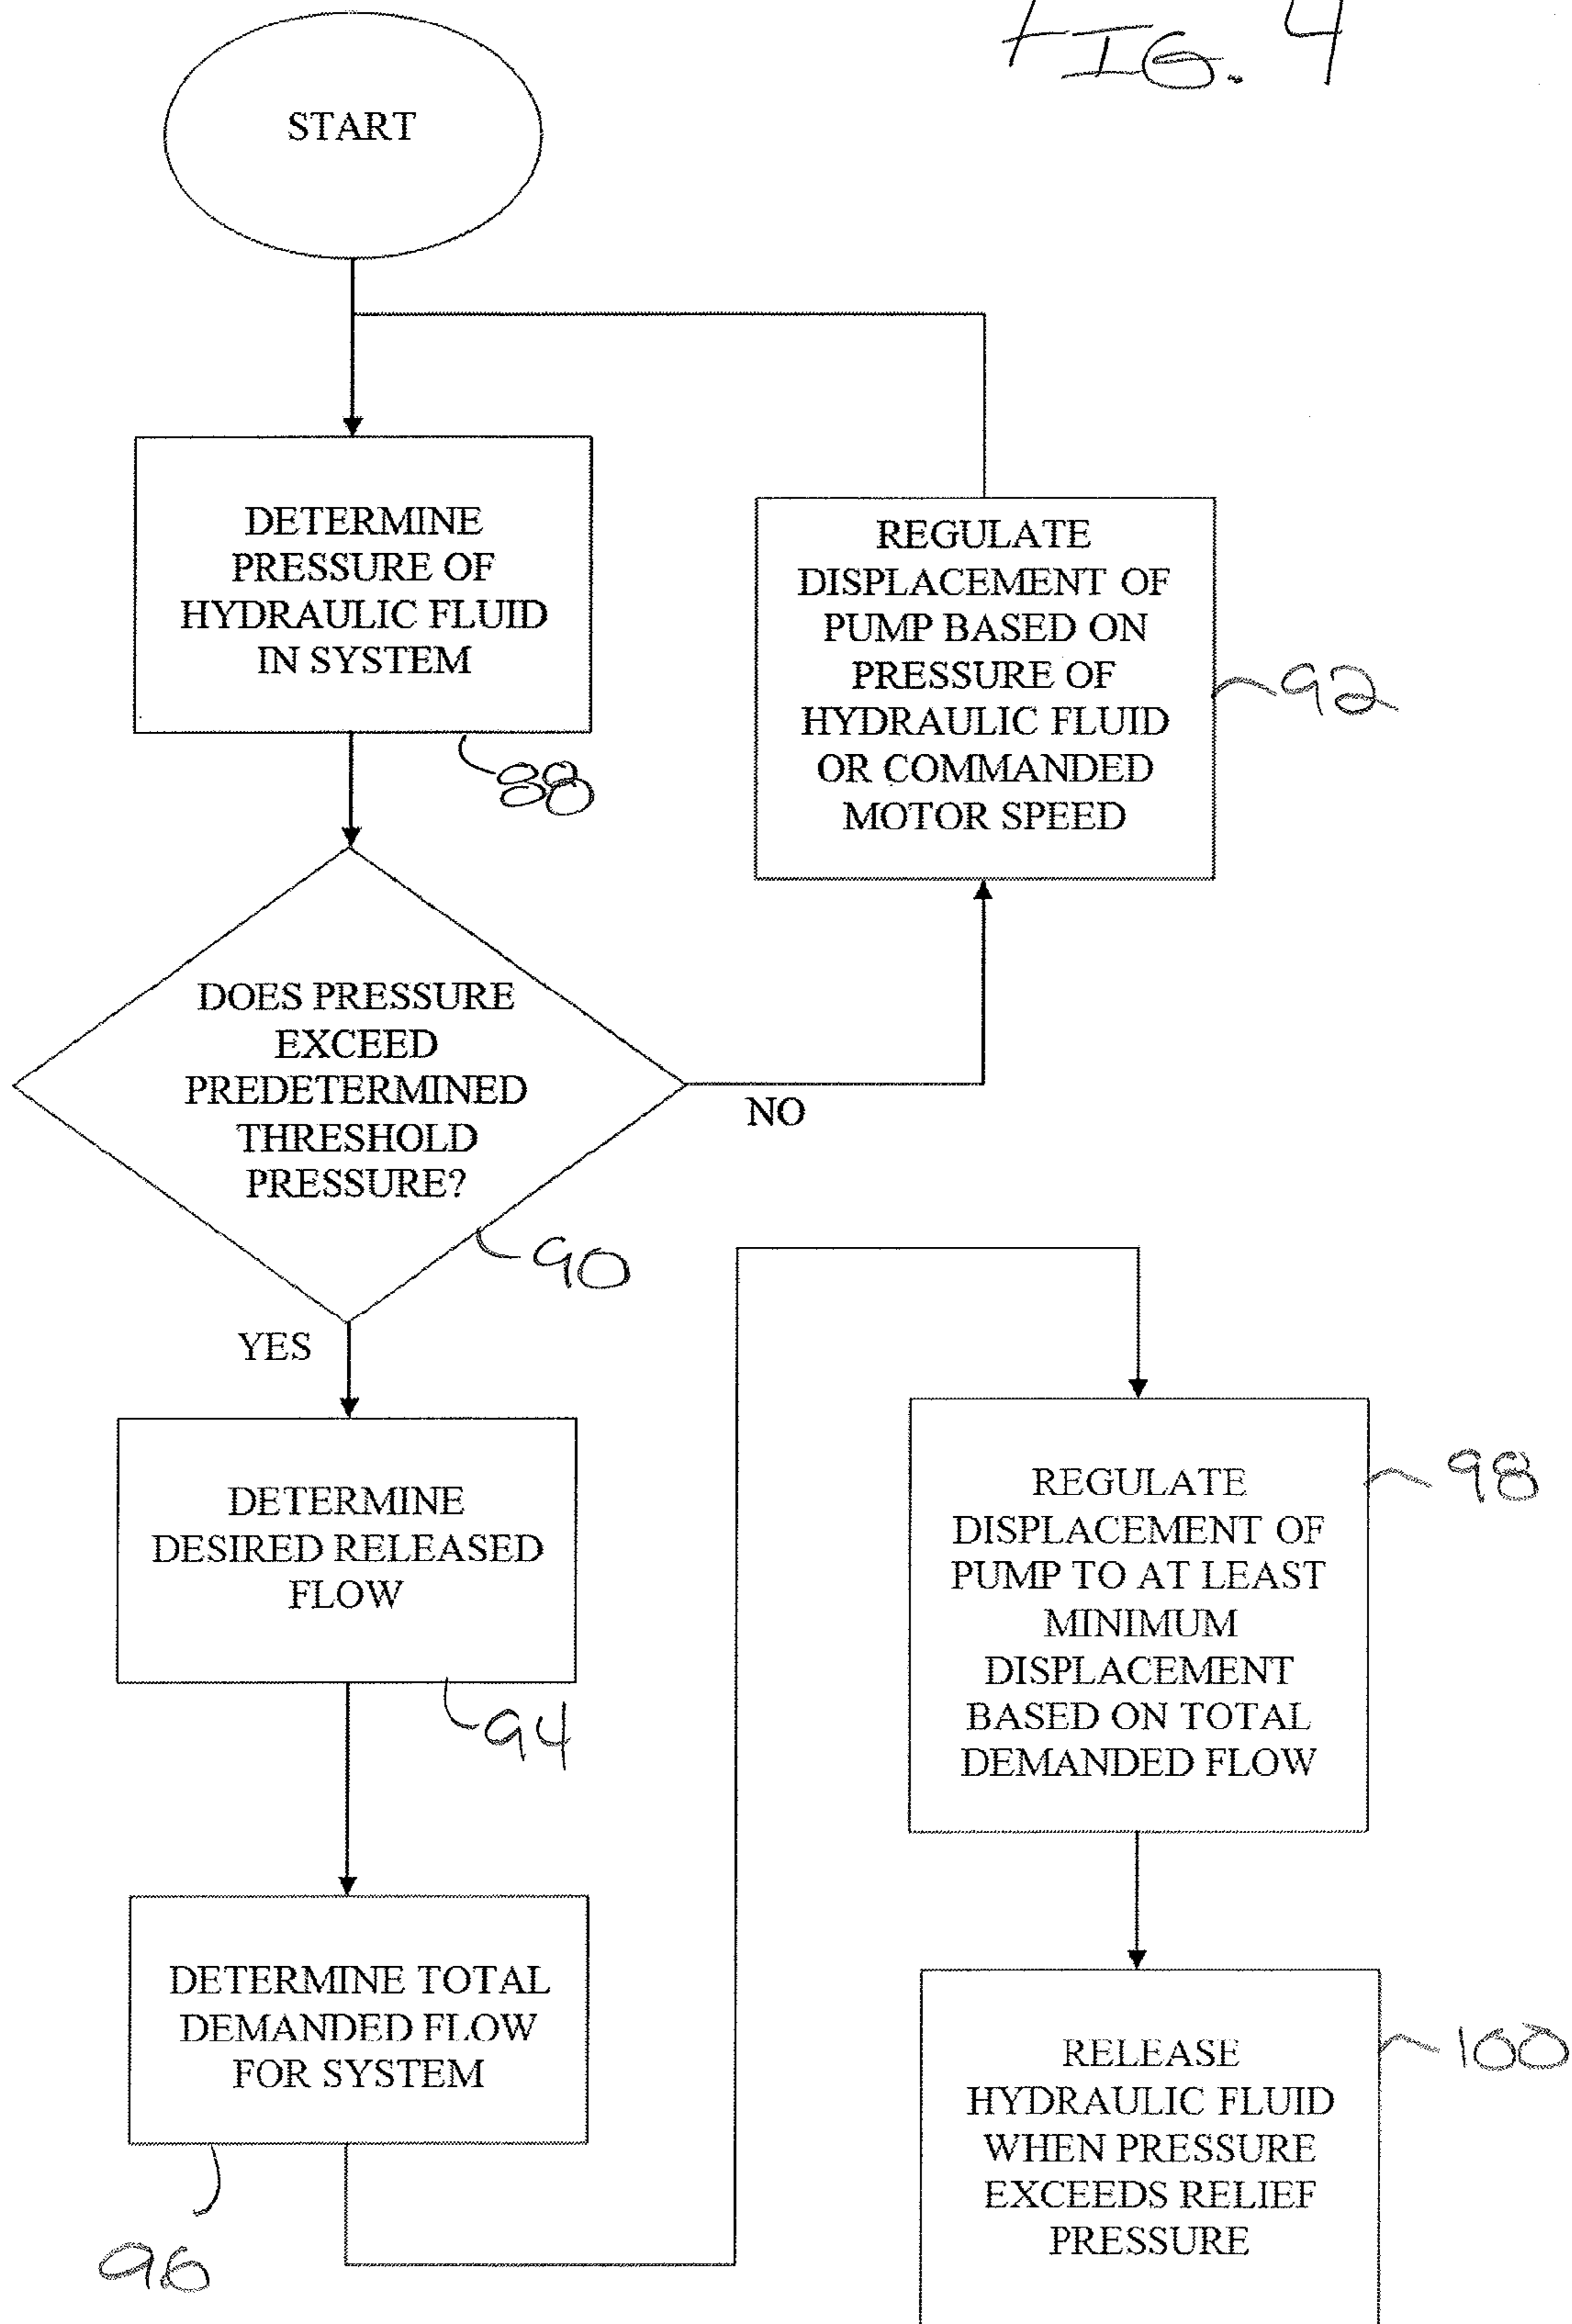 FIG. 4
START
DETERMINE
PRESSURE OF
HYDRAULIC FLUID
IN SYSTEM
88
REGULATE
DISPLACEMENT OF
PUMP BASED ON
PRESSURE OF
HYDRAULIC FLUID
OR COMMANDED
MOTOR SPEED
92
DOES PRESSURE
EXCEED
PREDETERMINED
THRESHOLD
PRESSURE?
90
NO
YES
DETERMINE
DESIRED RELEASED
FLOW
94
DETERMINE TOTAL
DEMANDED FLOW
FOR SYSTEM
96
REGULATE
DISPLACEMENT OF
PUMP TO AT LEAST
MINIMUM
DISPLACEMENT
BASED ON TOTAL
DEMANDED FLOW
98
RELEASE
HYDRAULIC FLUID
WHEN PRESSURE
EXCEEDS RELIEF
PRESSURE
100